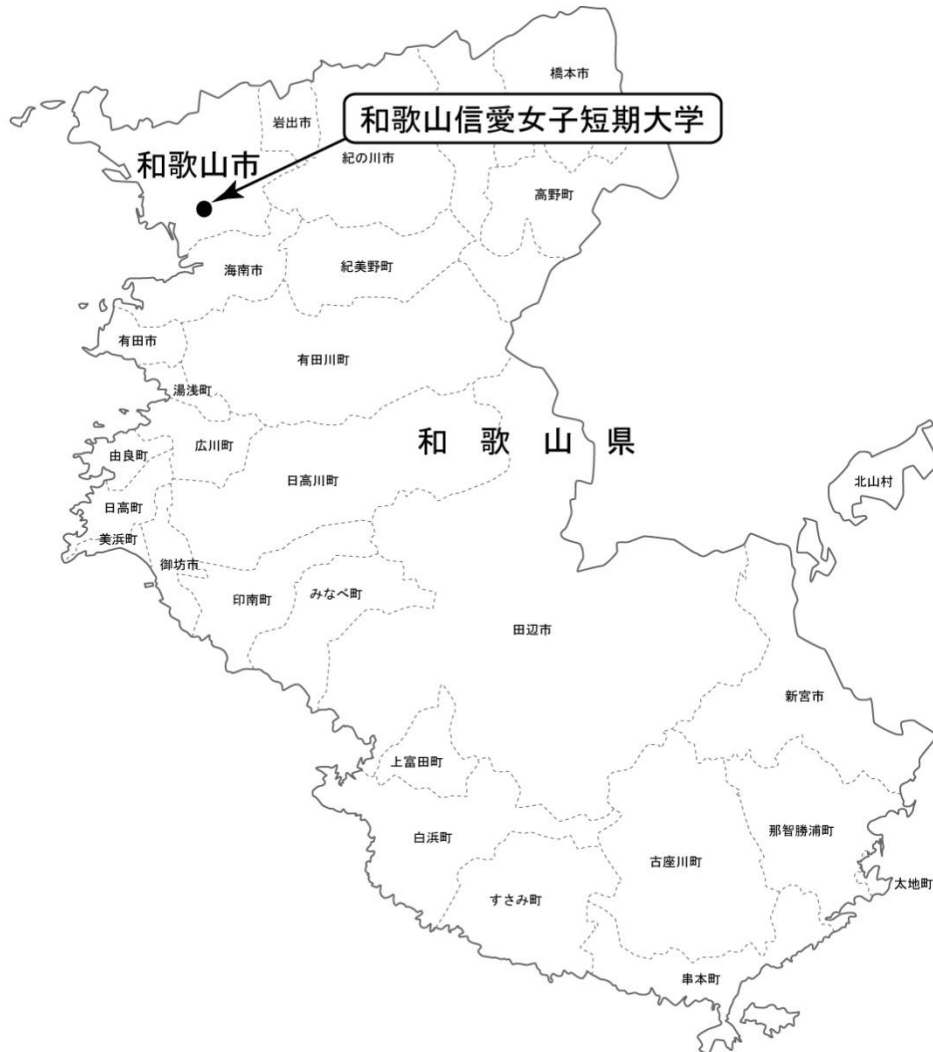 橋本市
岩出市
和歌山信愛女子短期大学
和歌山市
紀の川市
高野町
海南市
紀美野町
有田市
有田川町
湯浅町
広川町
和歌山県
由良町
日高川町
北山村
日高町
美浜町
御坊市
印南町
みなべ町
田辺市
新宮市
上富田町
白浜町
那智勝浦町
古座川町
太地町
すさみ町
串本町